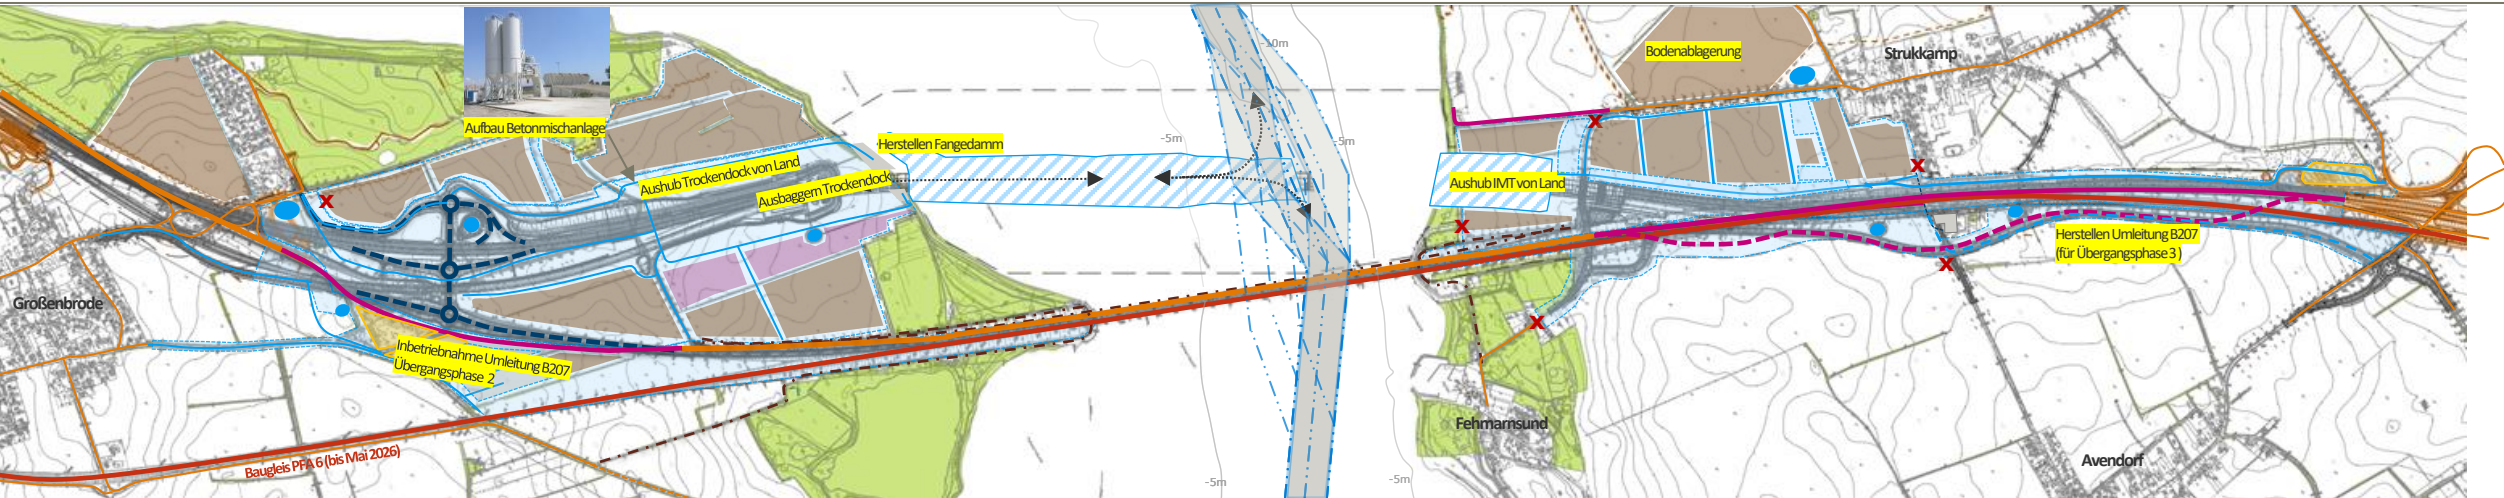 Aufbau Betonmischanlage
Herstellen Fangedamm
Aushub Trockendock von Land
Ausbaggern Trockendock
Großenbrode
Inbetriebnahme Umleitung B207
Übergangsphase 2
Baugleis PFA 6 (bis Mai 2026)
-10m
-5m
-5m
-5m
-5m
Bodenablagerung
Strukkamp
Aushub IMT von Land
x
x
x
x
x
x
x
Herstellen Umleitung B207
(für Übergangsphase 3 )
Fehmarnsund
Avendorf